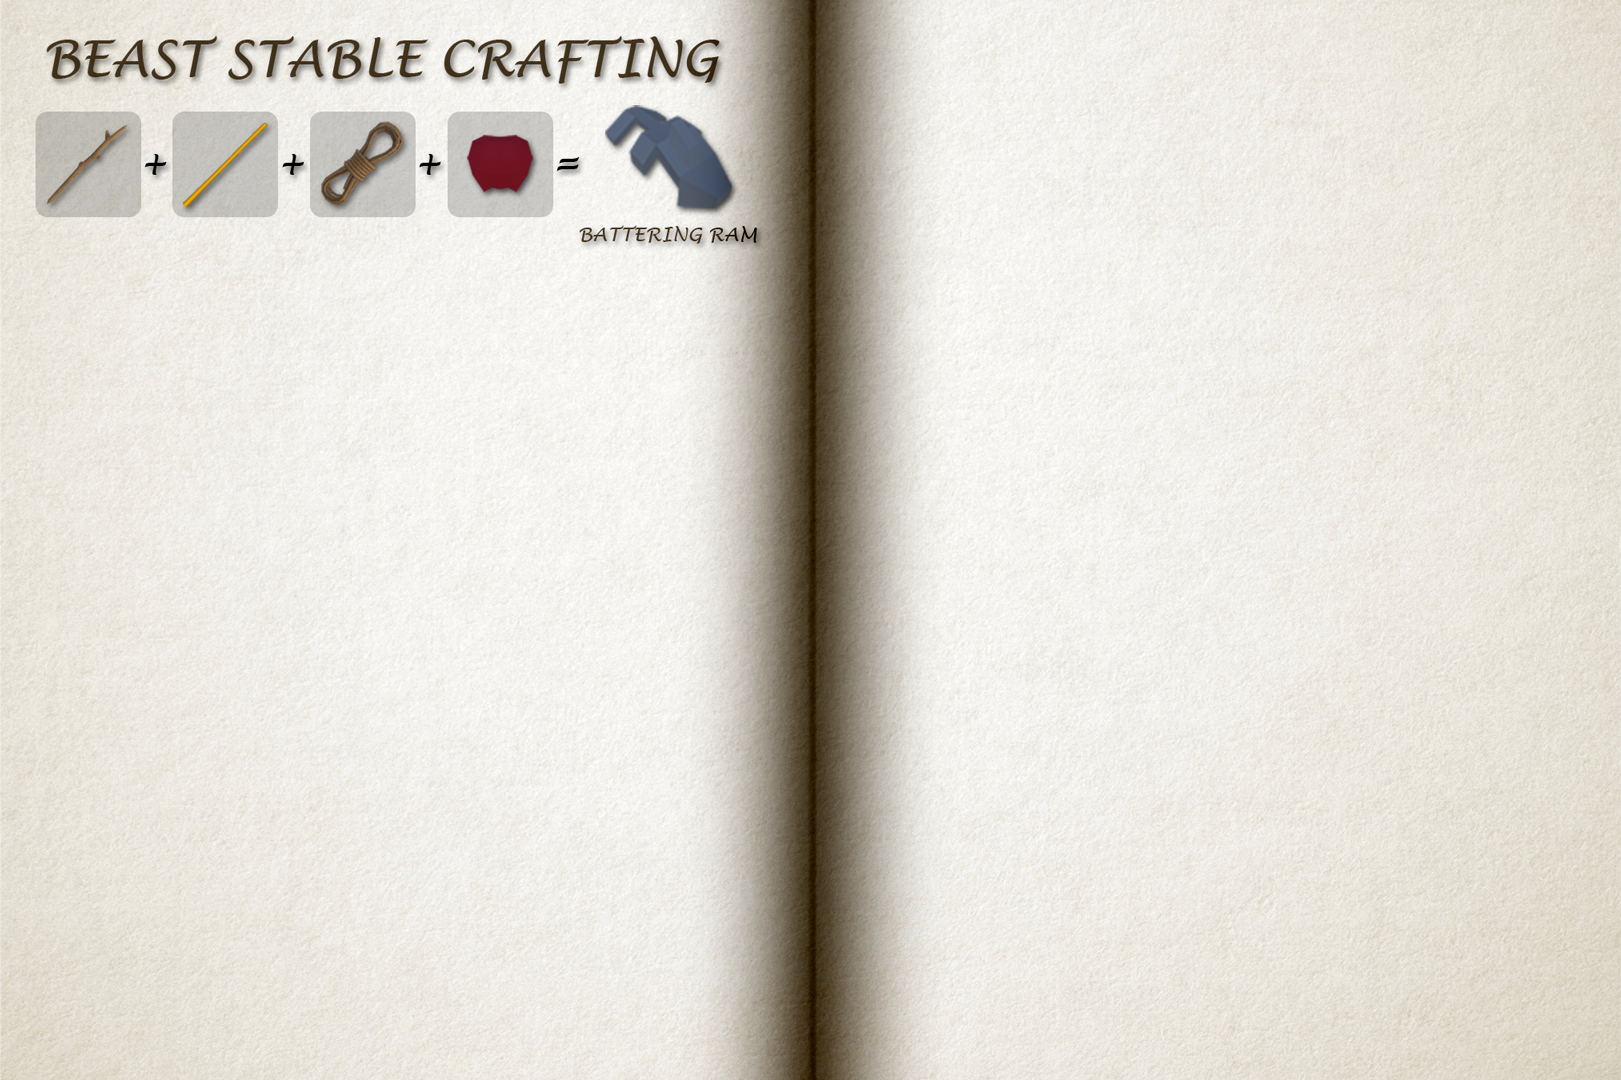 BEAST STABLE CRAFTING
+ + + =
BATTERING RAM